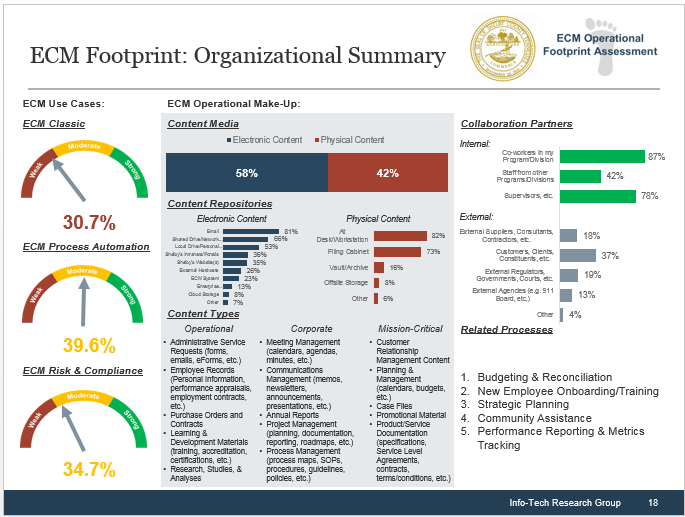 ECM Footprint: Organizational Summary
ECM Operational
Footprint Assessment
ECM Use Cases:
ECM Classic
Weak
Moderate
Strong
30.7%
ECM Process Automation
Weak
Moderate
Strong
39.6%
ECM Risk & Compliance
Weak
Moderate
Strong
34.7%
ECM Operational Make-Up:
Content Media
Electronic Content
Physical Content
58%
42%
Content Repositories
Electronic Content
Email 81%
Shared Drive/Network... 66%
Local Drive/Personal... 53%
Shelby's Intranet/Portals 36%
Shelby's Website(s) 35%
External Hardware 26%
ECM System 23%
Enterprise... 13%
Cloud Storage 8%
Other 7%
Physical Content
At
Desk/Workstation 82%
Filing Cabinet 73%
Vault/Archive 16%
Offsite Storage 8%
Other 6%
Content Types
Operational
• Administrative Service
Requests (forms,
emails, eForms, etc.)
• Employee Records
(Personal information,
performance appraisals,
employment contracts,
etc.)
• Purchase Orders and
Contracts
• Learning &
Development Materials
(training, accreditation,
certifications, etc.)
• Research, Studies, &
Analyses
Corporate
• Meeting Management
(calendars, agendas,
minutes, etc.)
• Communications
Management (memos,
newsletters,
announcements,
presentations, etc.)
• Annual Reports
• Project Management
(planning, documentation,
reporting, roadmaps, etc.)
• Process Management
(process maps, SOPs,
procedures, guidelines,
policies, etc.)
Mission-Critical
• Customer
Relationship
Management Content
• Planning &
Management
(calendars, budgets,
etc.)
• Case Files
• Promotional Material
• Product/Service
Documentation
(specifications,
Service Level
Agreements,
contracts,
terms/conditions, etc.)
Collaboration Partners
Internal:
Co-workers in my
Program/Division 87%
Staff from other
Programs/Divisions 42%
Supervisors, etc. 78%
External:
External Suppliers, Consultants,
Contractors, etc. 18%
Customers, Clients,
Constituents, etc. 37%
External Regulators,
Governments, Courts, etc. 19%
External Agencies (e.g. 911
Board, etc.) 13%
Other 4%
Related Processes
1. Budgeting & Reconciliation
2. New Employee Onboarding/Training
3. Strategic Planning
4. Community Assistance
5. Performance Reporting & Metrics
Tracking
Info-Tech Research Group 18